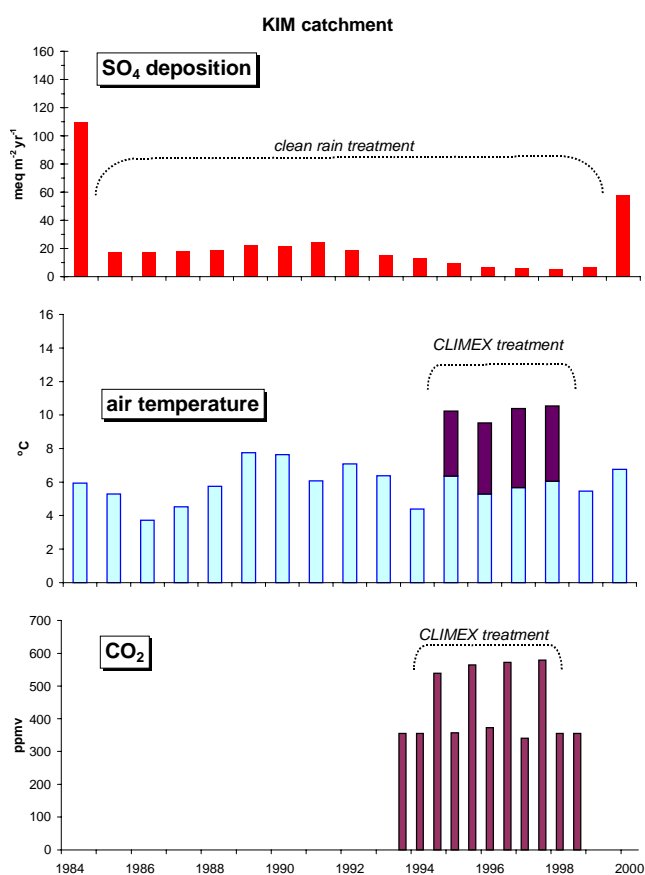 KIM catchment
160
140
120
100
80
60
40
20
0
meq m⁻² yr⁻¹
SO₄ deposition
clean rain treatment
16
14
12
10
8
6
4
2
0
°C
air temperature
CLIMEX treatment
700
600
500
400
300
200
100
0
ppmv
CO₂
CLIMEX treatment
1984 1986 1988 1990 1992 1994 1996 1998 2000